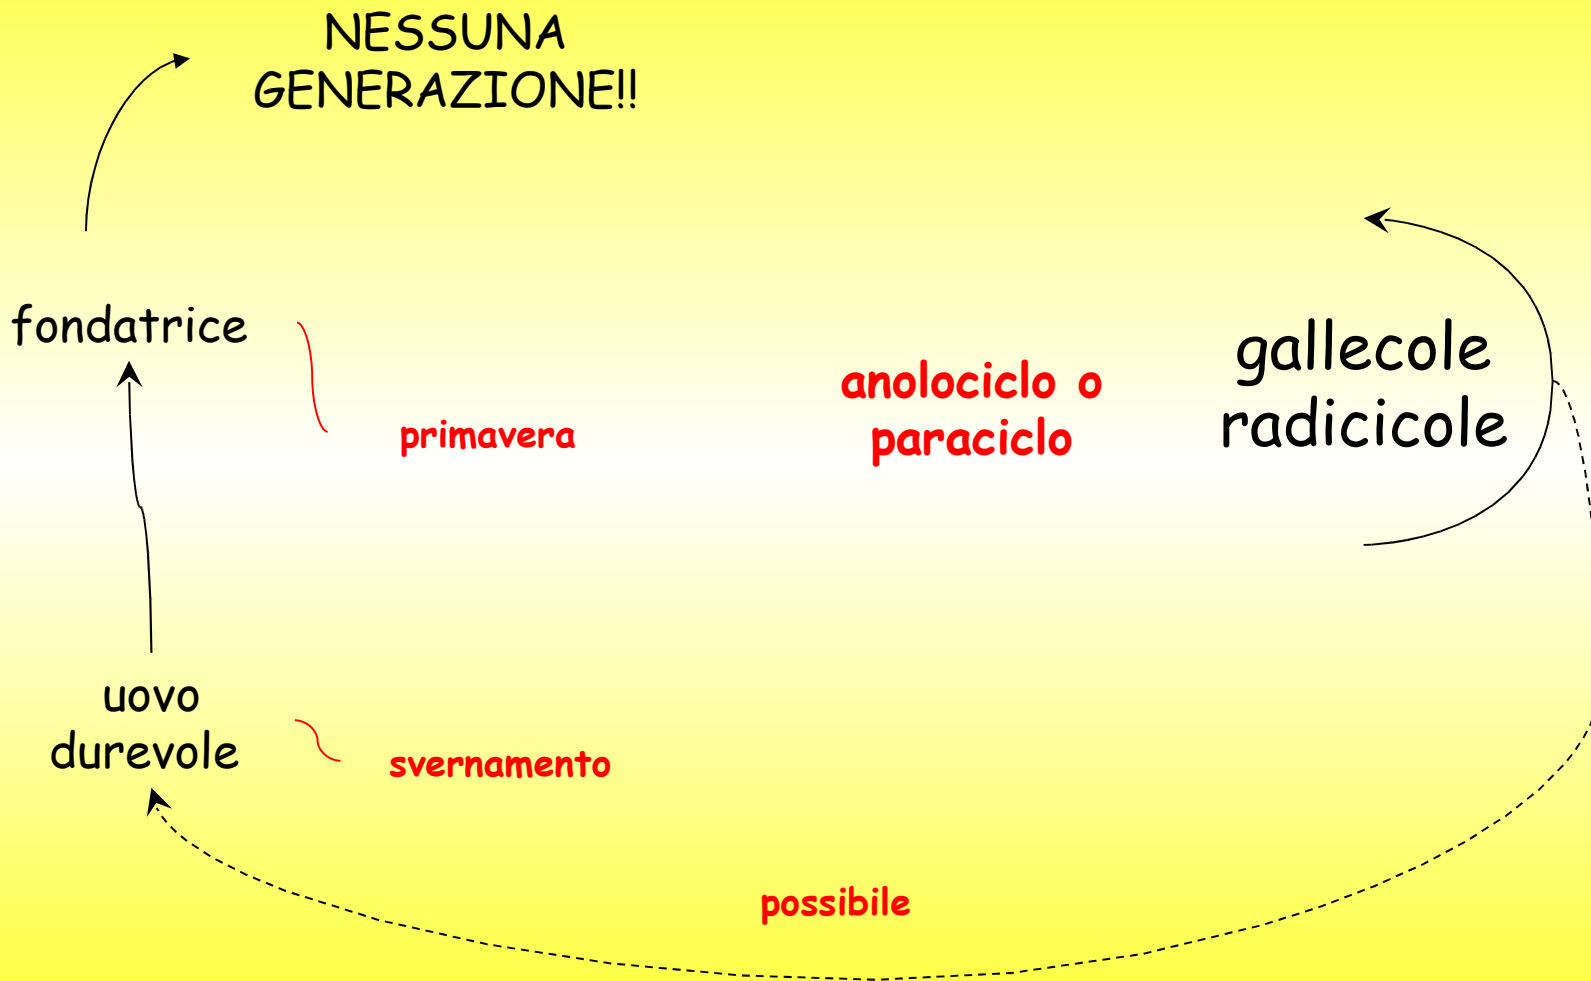 NESSUNA
GENERAZIONE!!
fondatrice
primavera
anolociclo o
paraciclo
gallecole
radicicole
uovo
durevole
svernamento
possibile